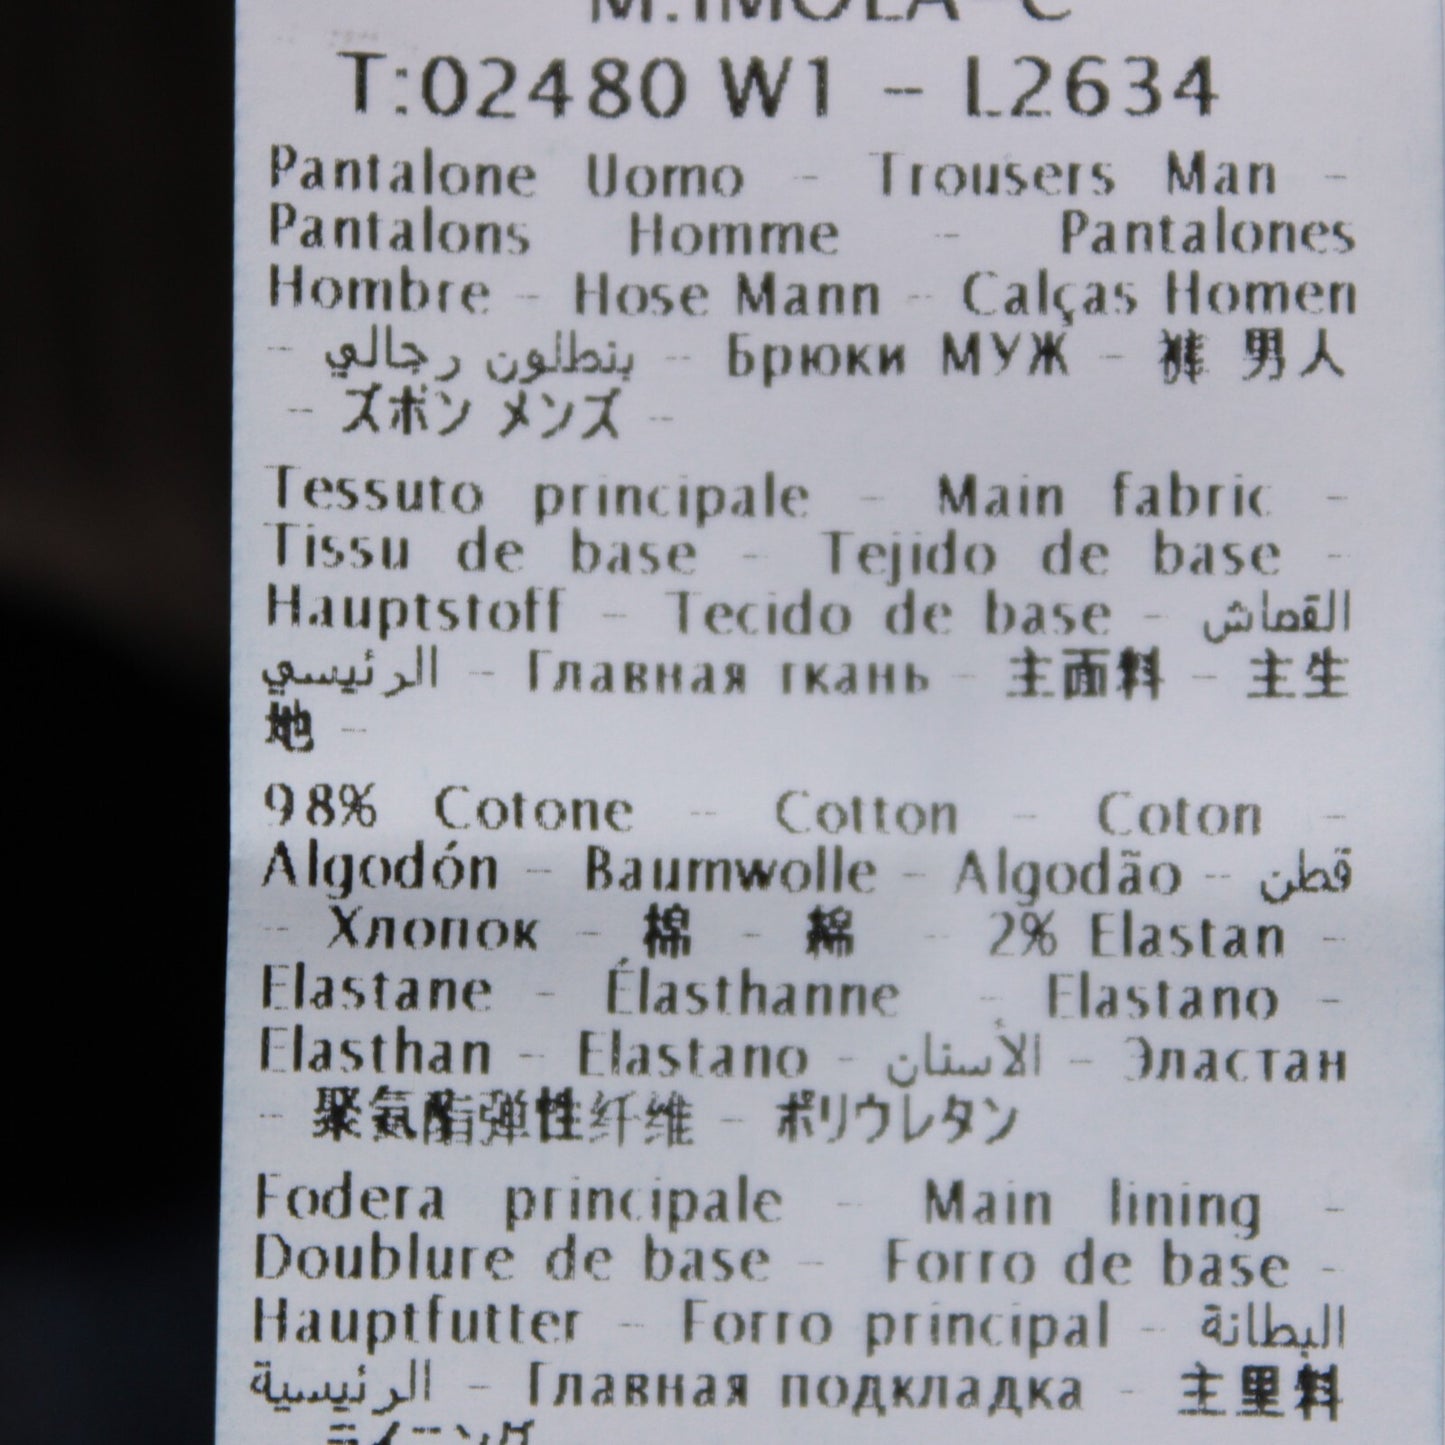 M.IMOLA-C
T:02480 W1 - L2634
Pantalone Uomo - Trousers Man -
Pantalons Homme - Pantalones
Hombre - Hose Mann - Calças Homen
- بنطلون رجالي - Брюки МУЖ - 裤 男人
- ズボン メンズ -
Tessuto principale - Main fabric -
Tissu de base - Tejido de base -
Hauptstoff - Tecido de base - القماش
الرئيسي - Главная ткань - 主面料 - 主生
地 -
98% Cotone - Cotton - Coton -
Algodón - Baumwolle - Algodão - قطن
- Хлопок - 棉 - 綿 - 2% Elastan -
Elastane - Élasthanne - Elastano -
Elasthan - Elastano - الأسنان - Эластан
- 聚氨酯弹性纤维 - ポリウレタン
Fodera principale - Main lining -
Doublure de base - Forro de base -
Hauptfutter - Forro principal - البطانة
الرئيسية - Главная подкладка - 主里料